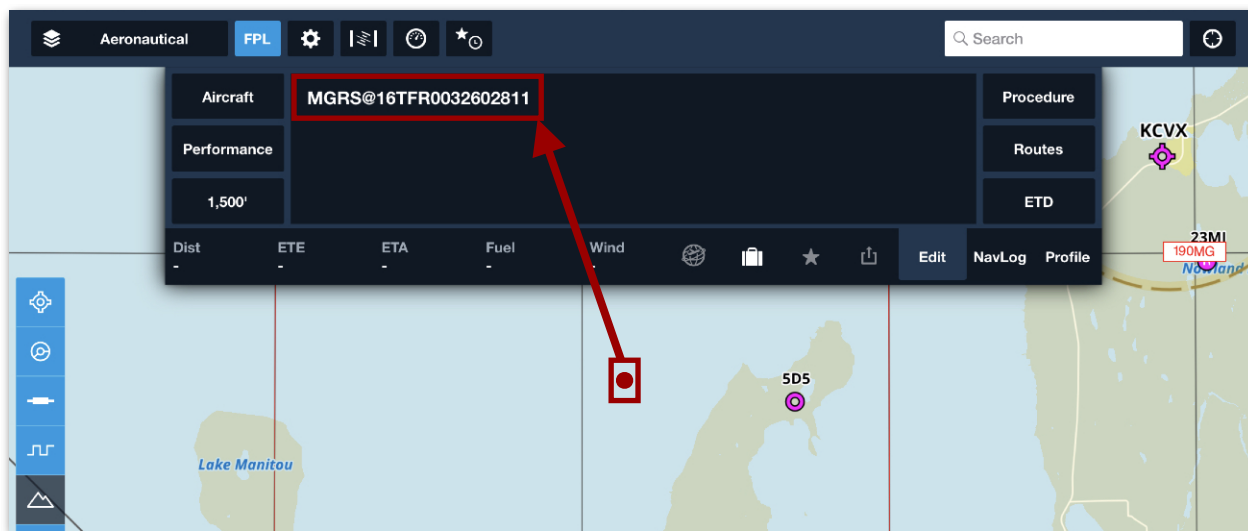 Aeronautical
FPL
Search
Aircraft
MGRS@16TFR0032602811
Procedure
Performance
Routes
1,500'
ETD
Dist
ETE
ETA
Fuel
Wind
-
-
-
-
-
Edit
NavLog
Profile
KCVX
23MI
190MG
Nowland
5D5
Lake Manitou